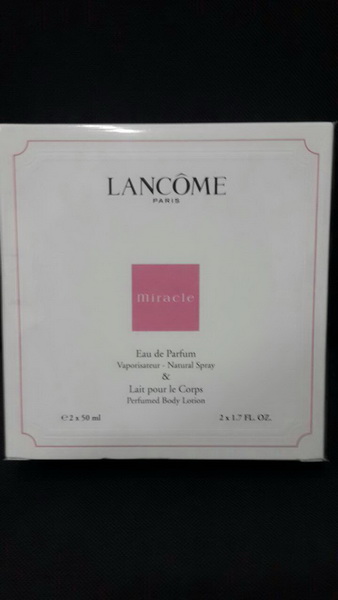 LANCÔME
PARIS
miracle
Eau de Parfum
Vaporisateur - Natural Spray
&
Lait pour le Corps
Perfumed Body Lotion
℮ 2 x 50 ml 2 x 1.7 FL. OZ.